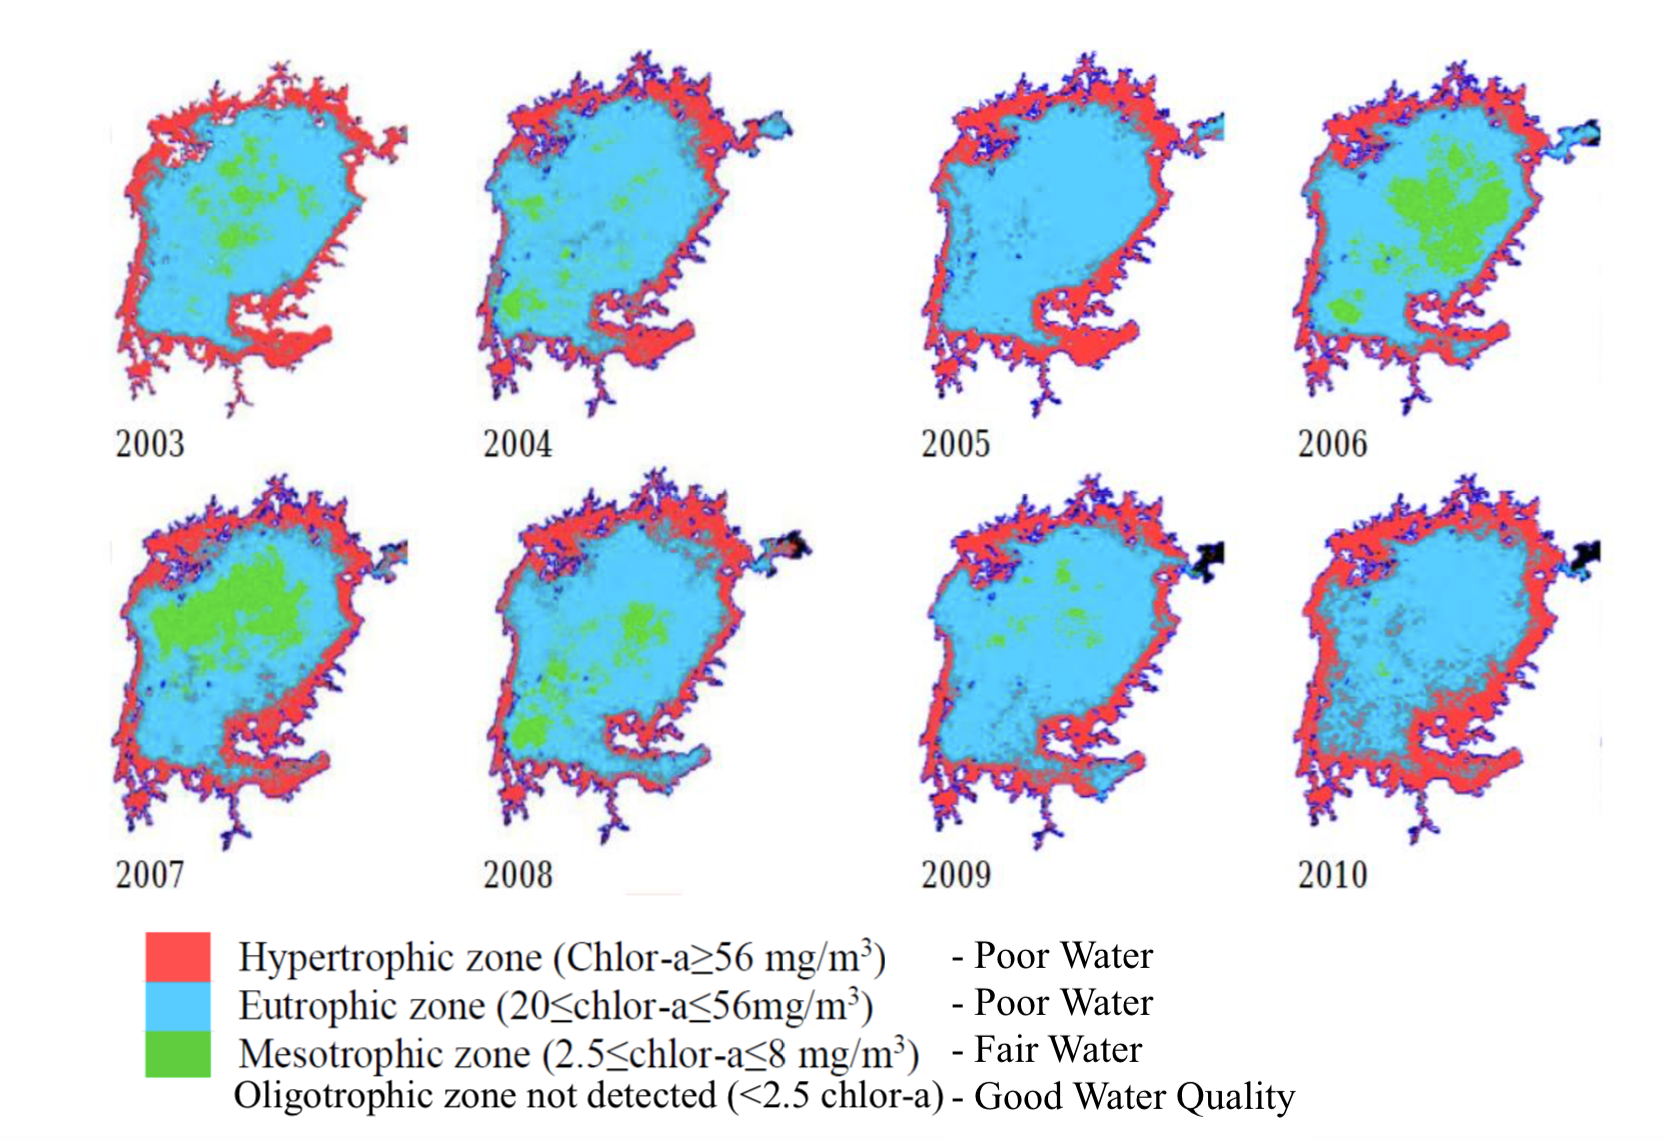 2003
2004
2005
2006
2007
2008
2009
2010
Hypertrophic zone (Chlor-a≥56 mg/m³) - Poor Water
Eutrophic zone (20≤chlor-a≤56mg/m³) - Poor Water
Mesotrophic zone (2.5≤chlor-a≤8 mg/m³) - Fair Water
Oligotrophic zone not detected (<2.5 chlor-a) - Good Water Quality